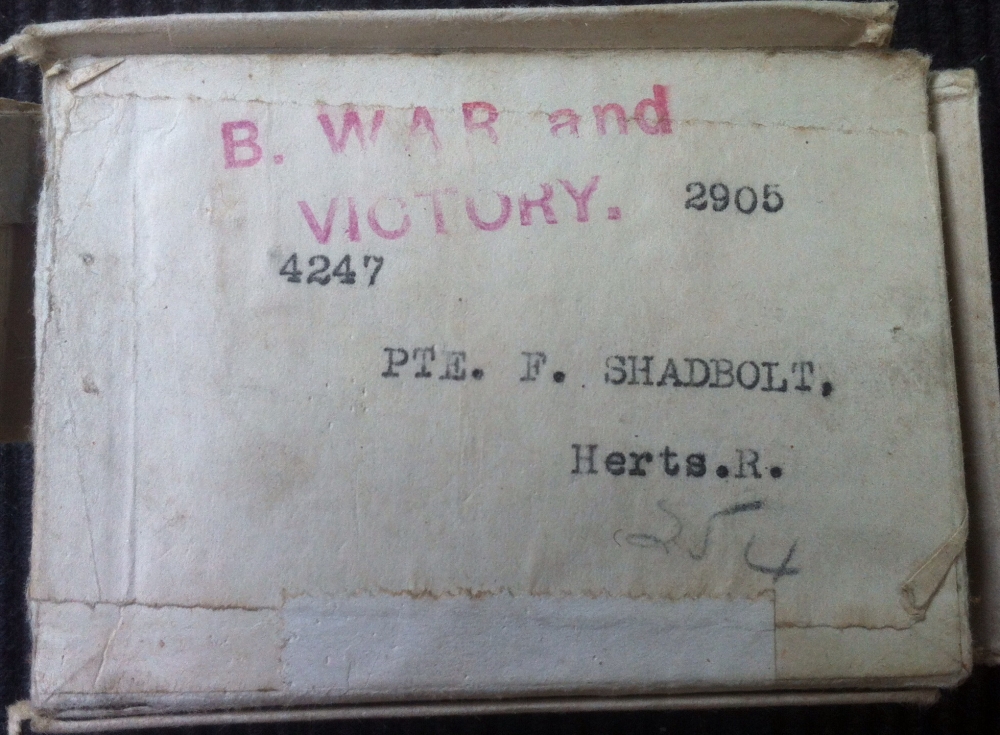 B. WAR and
VICTORY. 2905
4247
PTE. F. SHADBOLT,
Herts.R.
254